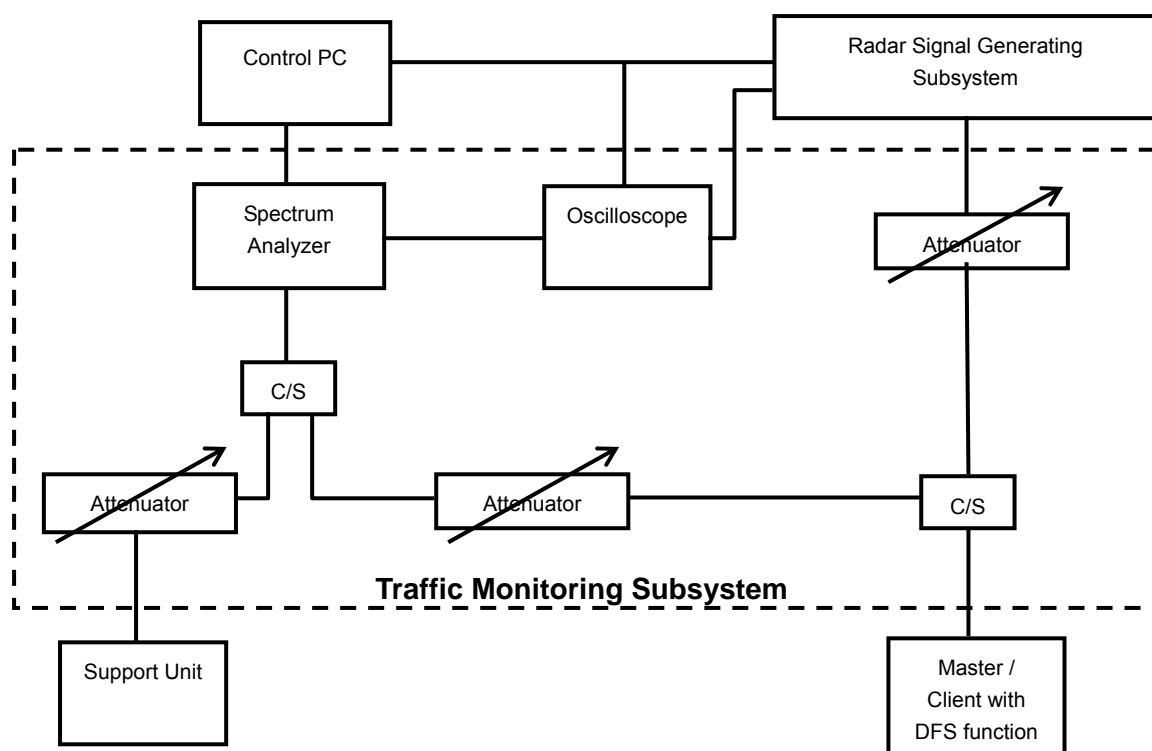 Control PC
Radar Signal Generating
Subsystem
Spectrum
Analyzer
Oscilloscope
Attenuator
C/S
Attenuator
Attenuator
C/S
Traffic Monitoring Subsystem
Support Unit
Master /
Client with
DFS function